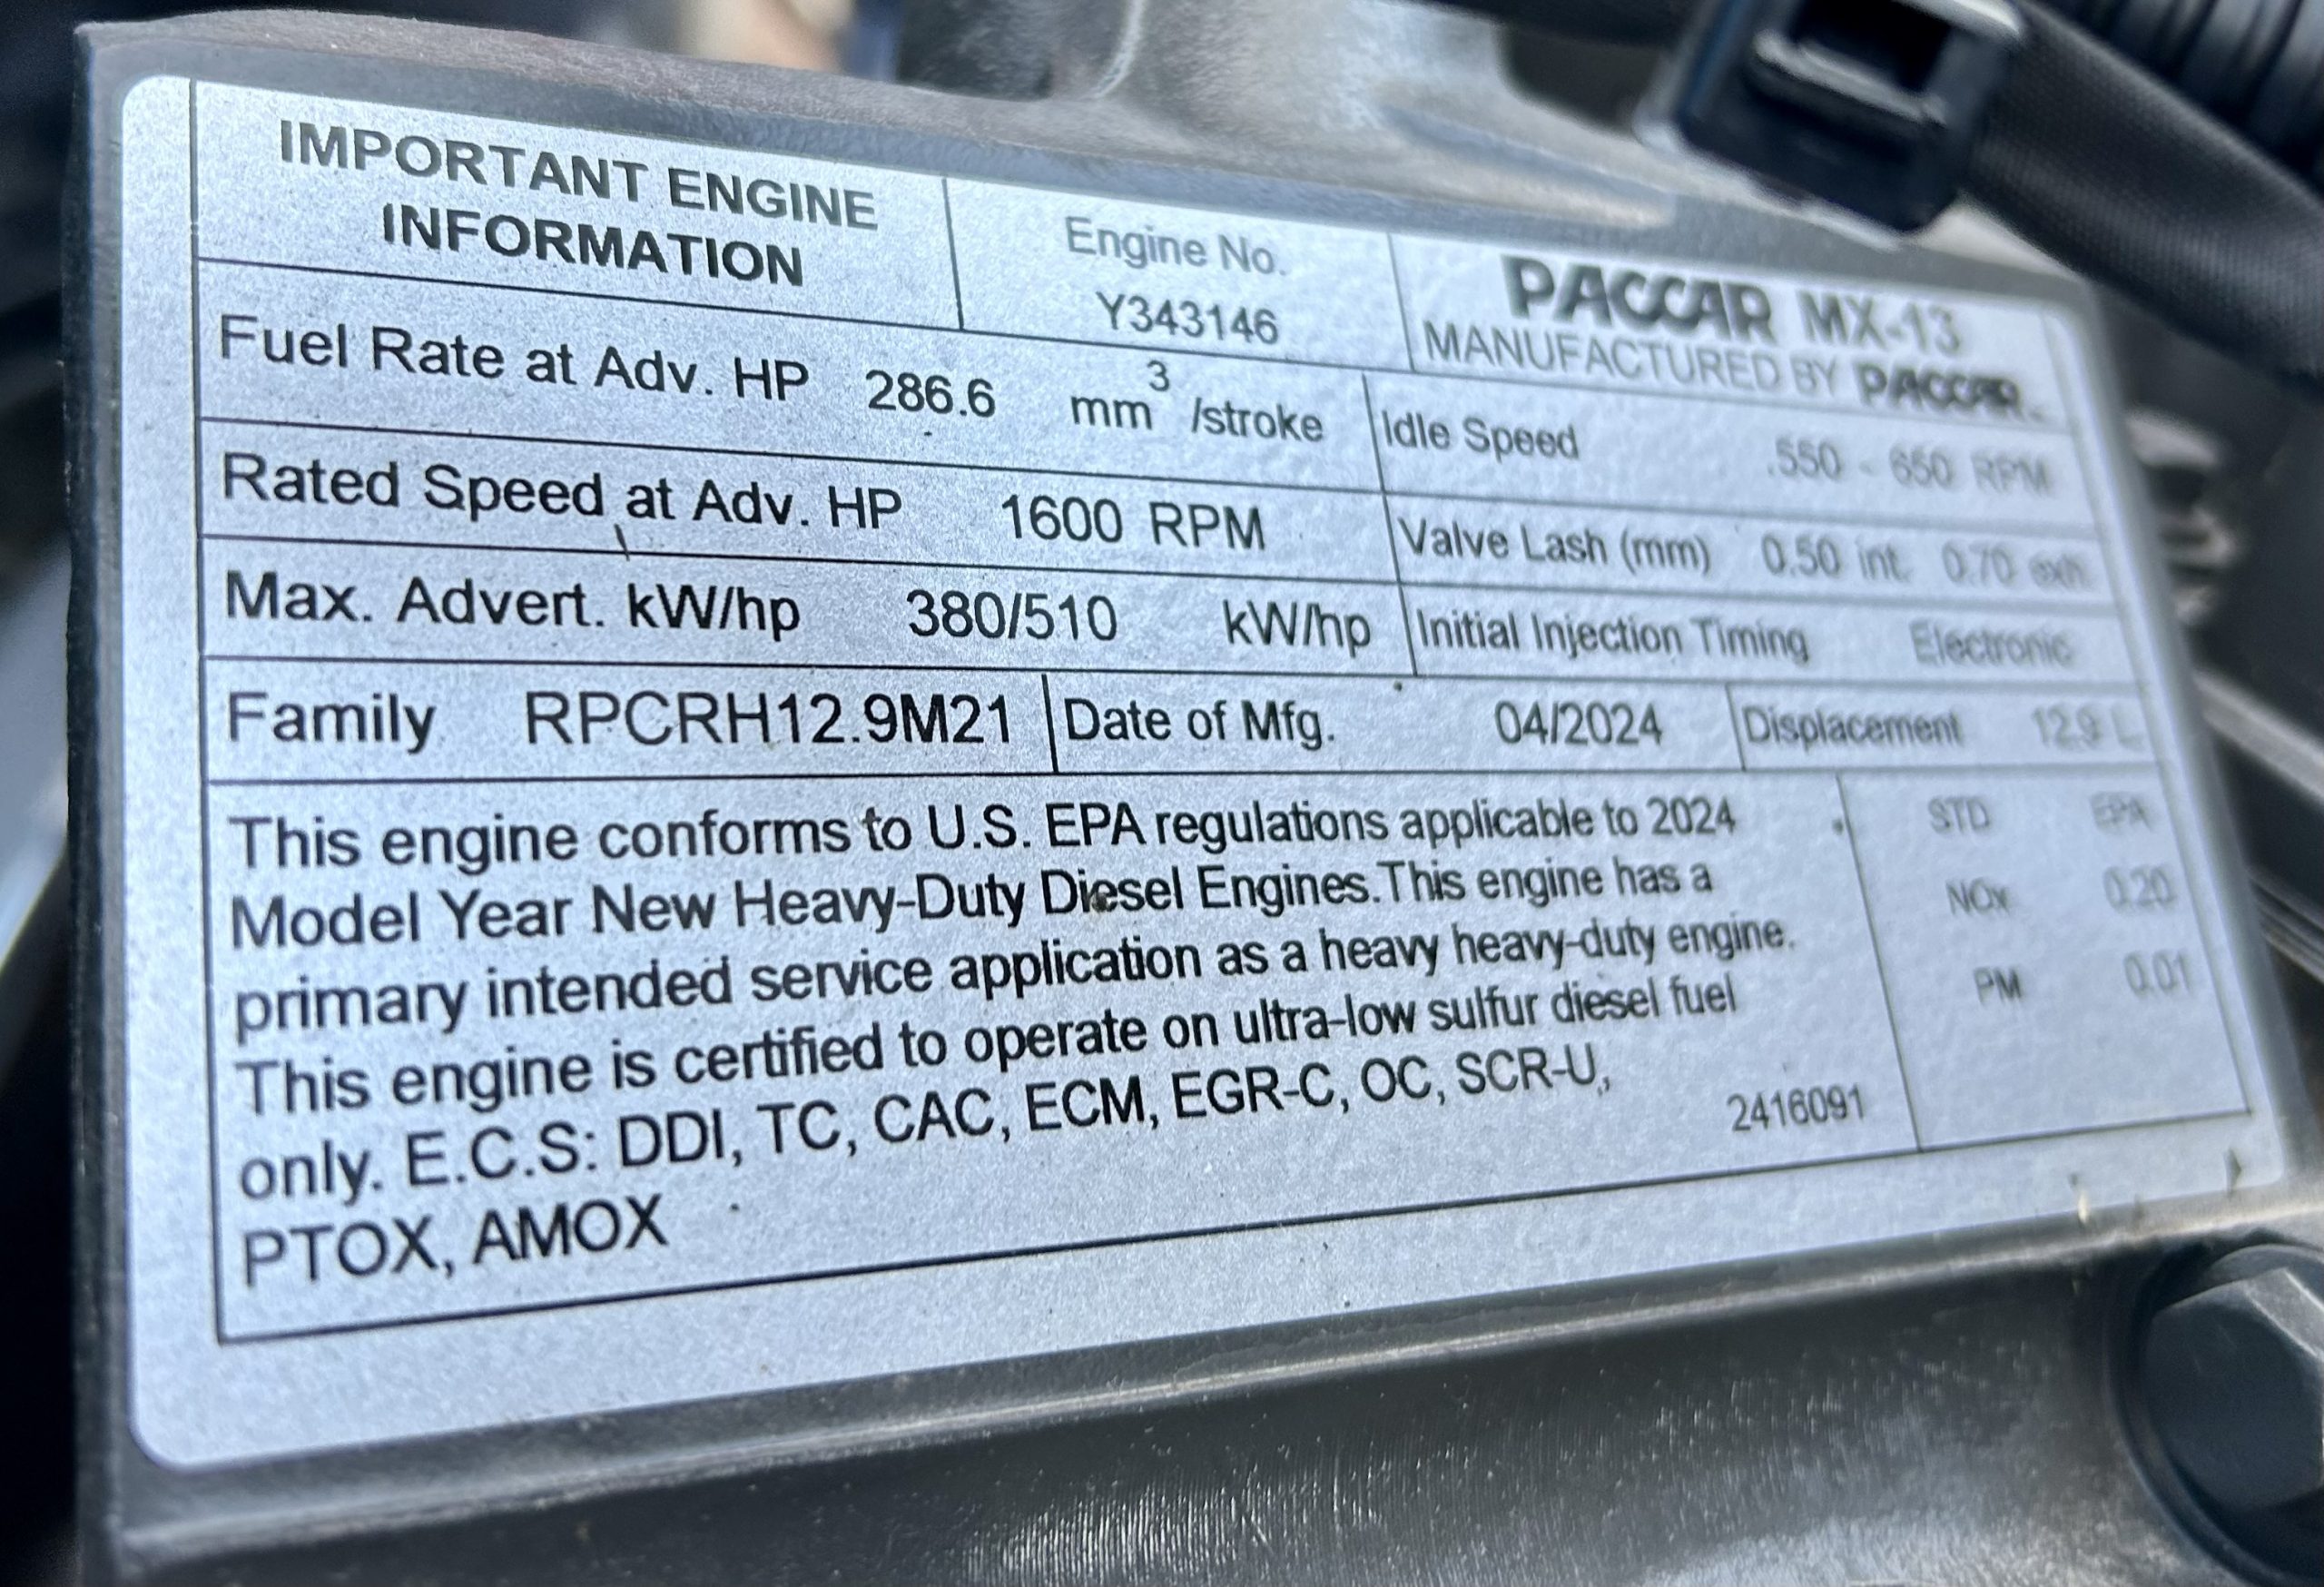 IMPORTANT ENGINE
INFORMATION
Engine No.
Y343146
PACCAR MX-13
MANUFACTURED BY PACCAR.
Fuel Rate at Adv. HP 286.6 mm³ /stroke
Idle Speed 550 - 650 RPM
Rated Speed at Adv. HP 1600 RPM
Valve Lash (mm) 0.50 int. 0.70 exh.
Max. Advert. kW/hp 380/510 kW/hp
Initial Injection Timing Electronic
Family RPCRH12.9M21
Date of Mfg. 04/2024
Displacement 12.9 L
This engine conforms to U.S. EPA regulations applicable to 2024
Model Year New Heavy-Duty Diesel Engines.This engine has a
primary intended service application as a heavy heavy-duty engine.
This engine is certified to operate on ultra-low sulfur diesel fuel
only. E.C.S: DDI, TC, CAC, ECM, EGR-C, OC, SCR-U,,
PTOX, AMOX
2416091
STD EPA
NOx 0.20
PM 0.01